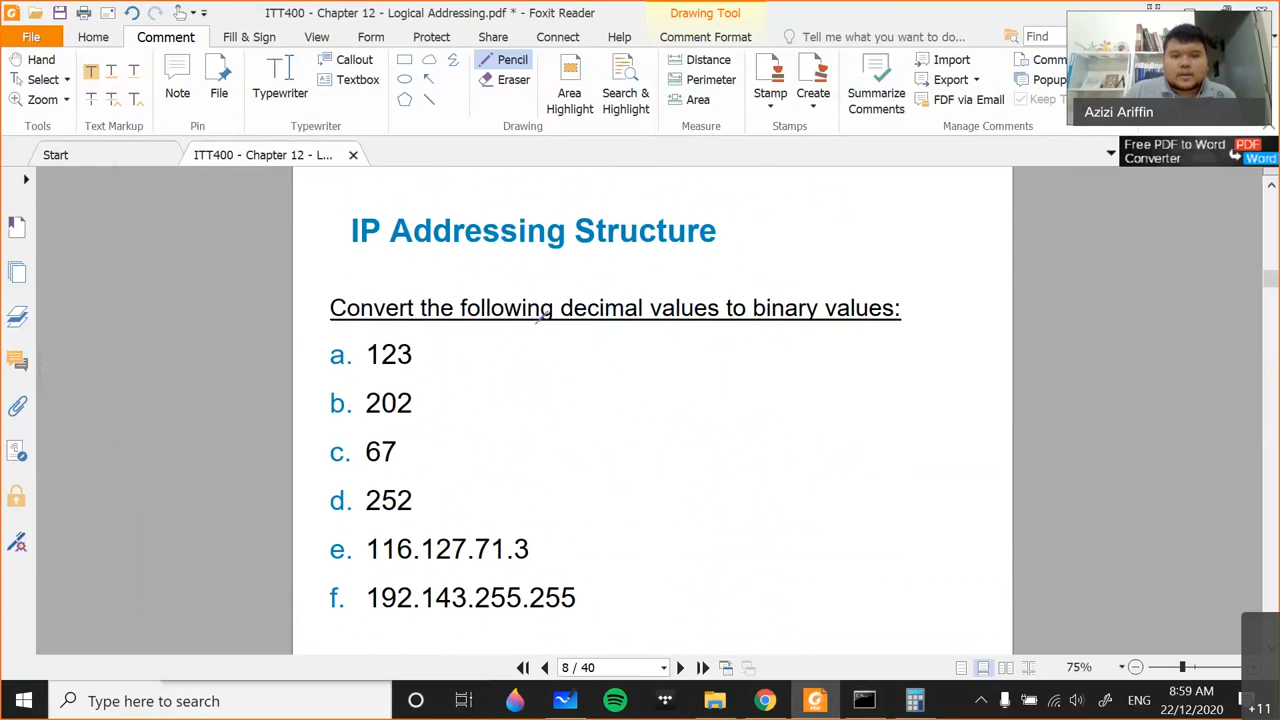 ITT400 - Chapter 12 - Logical Addressing.pdf * - Foxit Reader
Drawing Tool
File Home Comment Fill & Sign View Form Protect Share Connect Help Comment Format Tell me what you want to do... Find
Hand
Select
Zoom
Tools
Text Markup
Note
File
Pin
Typewriter
Callout
Textbox
Typewriter
Pencil
Eraser
Area Highlight
Search & Highlight
Drawing
Distance
Perimeter
Area
Measure
Stamp
Create
Stamps
Summarize Comments
Import
Export
FDF via Email
Comm
Popup
Keep T
Manage Comments
Azizi Ariffin
Start
ITT400 - Chapter 12 - L...
Free PDF to Word Converter
PDF
Word
IP Addressing Structure
Convert the following decimal values to binary values:
a. 123
b. 202
c. 67
d. 252
e. 116.127.71.3
f. 192.143.255.255
8 / 40
75%
Type here to search
ENG
8:59 AM
22/12/2020
+11